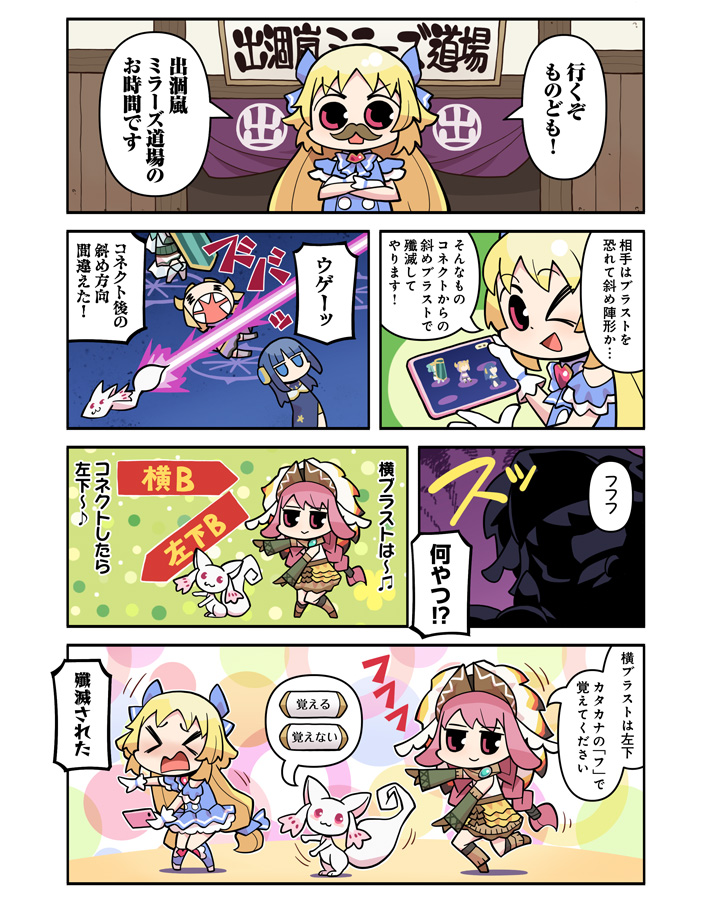 出涸嵐ミラーズ道場
出
出
行くぞ
ものども!
出涸嵐
ミラーズ道場の
お時間です
相手はブラストを
恐れて斜め陣形か…
そんなもの
コネクトからの
斜めブラストで
殲滅して
やります!
ズバババッ
ウゲーッ
コネクト後の
斜め方向
間違えた!
フフフ
ズッ
何やつ!?
横ブラストは〜♫
横B
左下B
コネクトしたら
左下〜♪
横ブラストは左下
カタカナの「フ」で
覚えてください
フフフ
覚える
覚えない
殲滅された